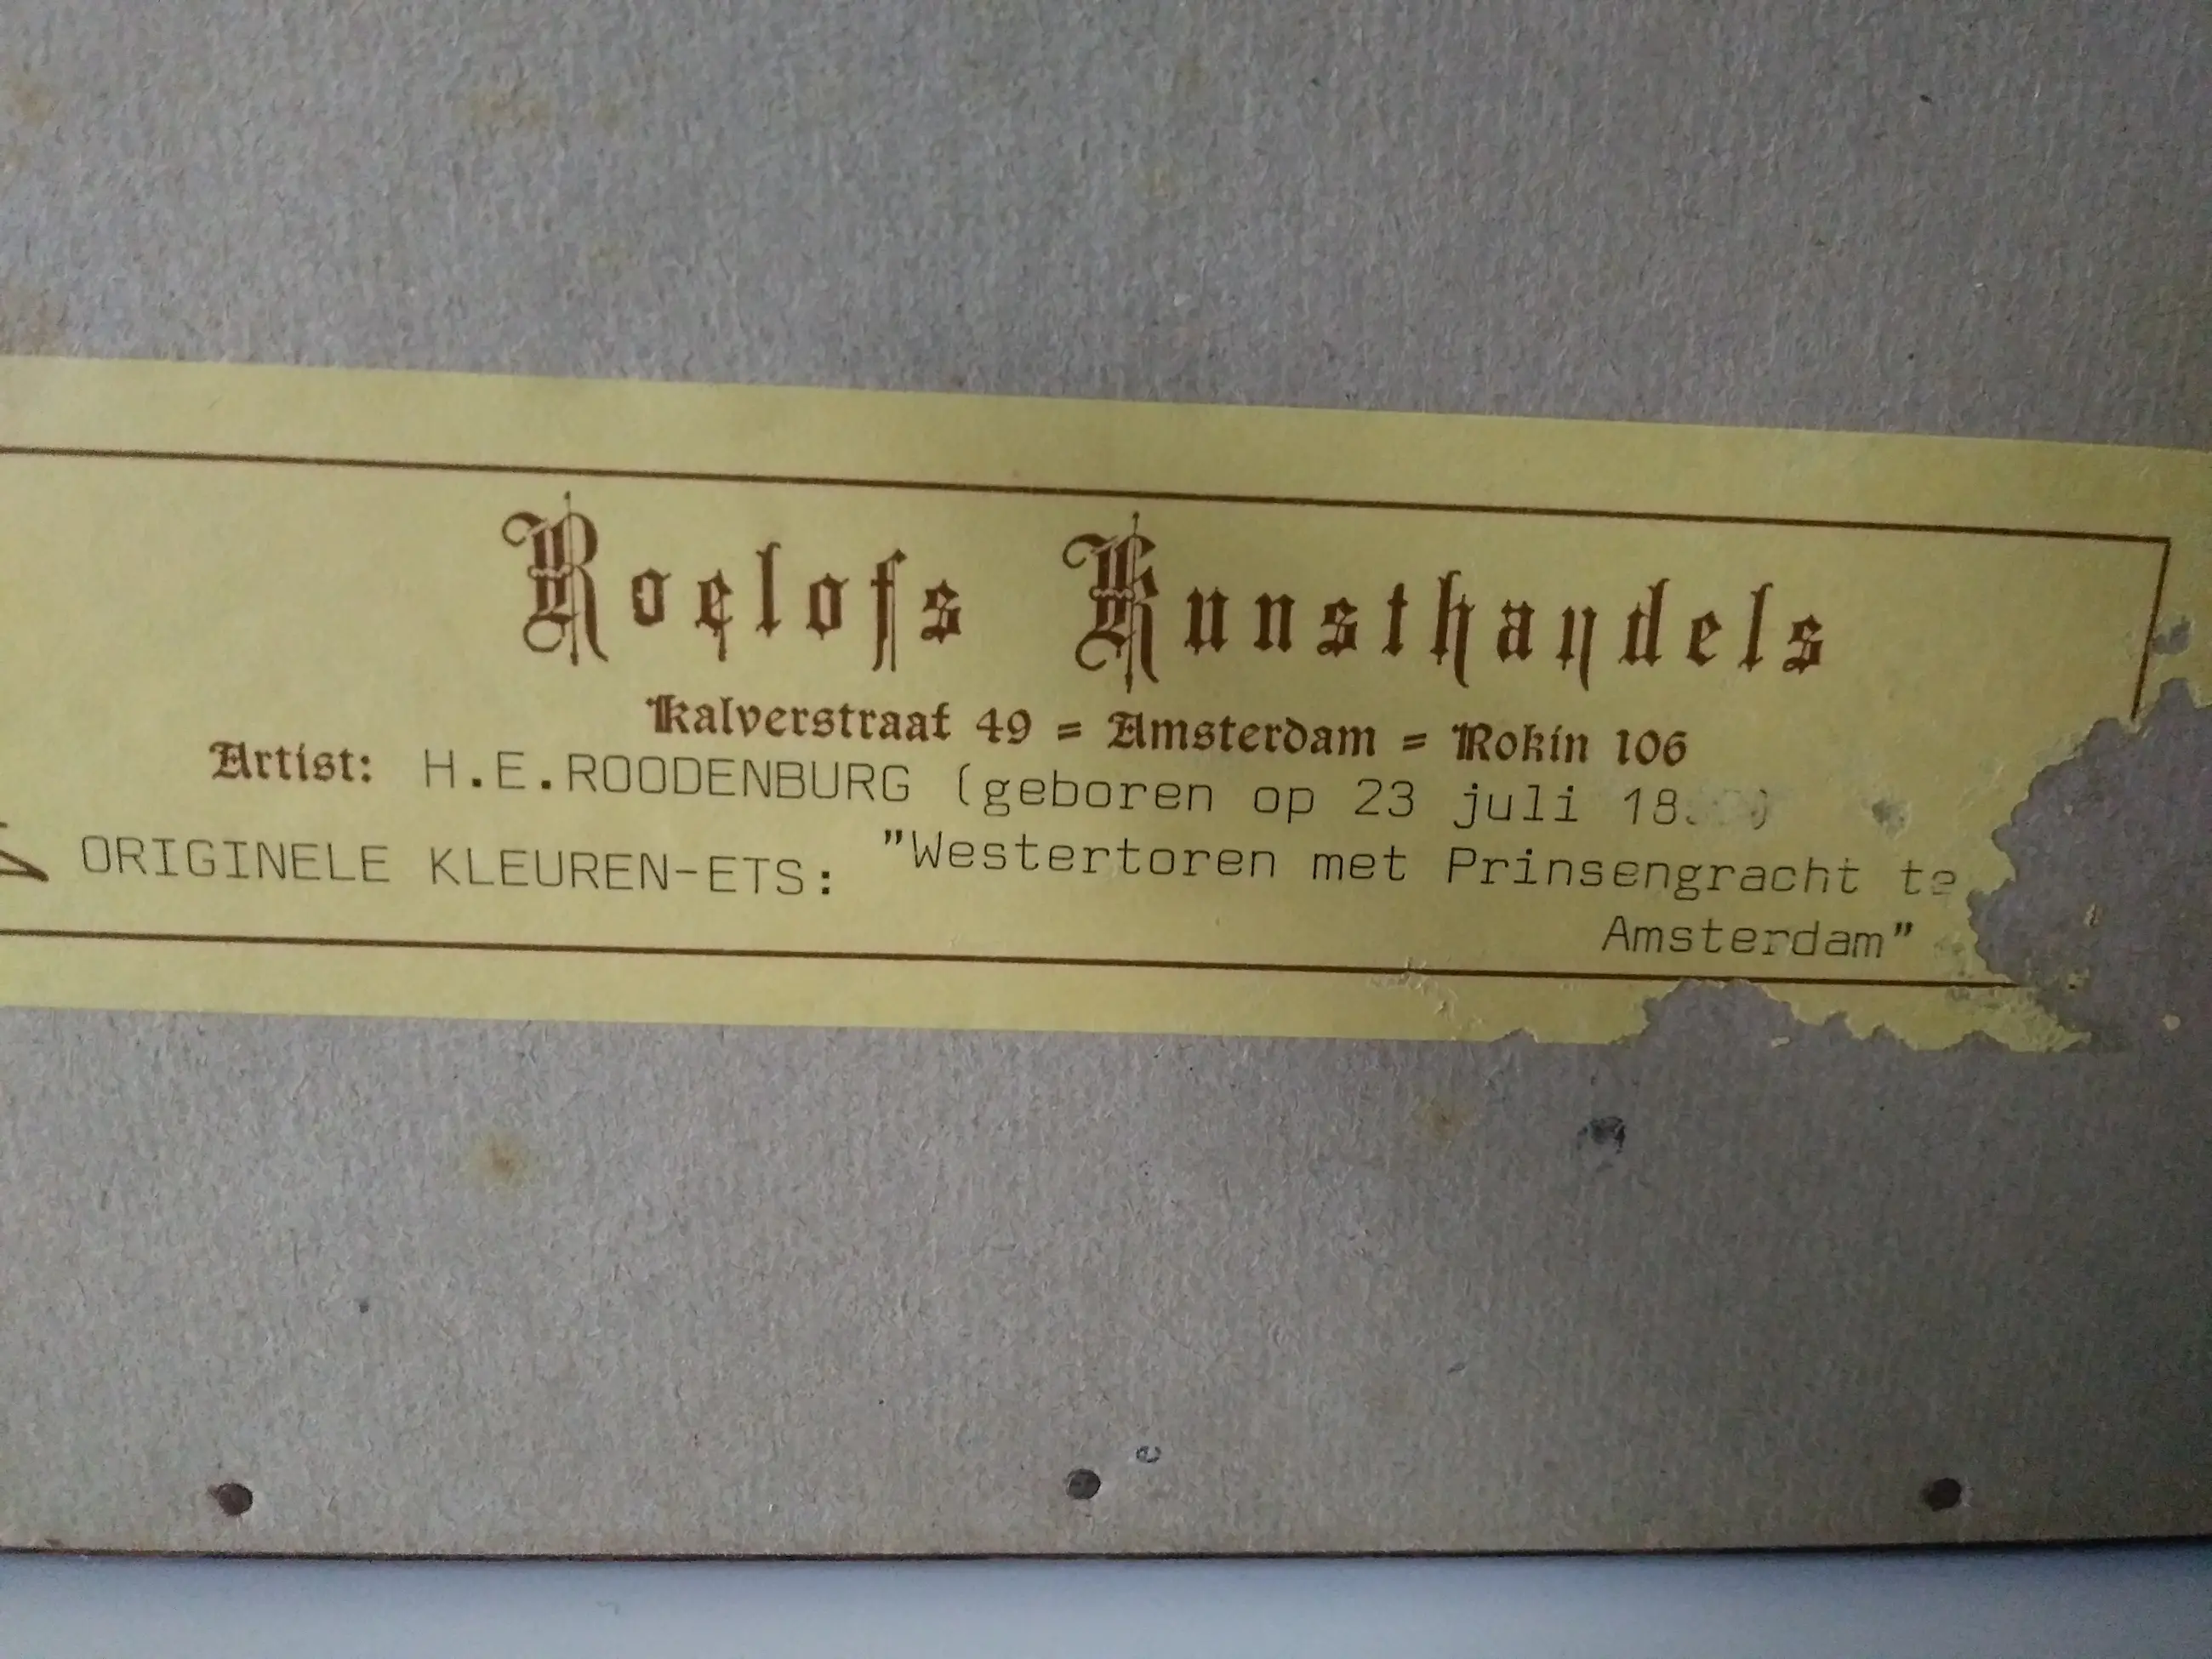 Roelofs Kunsthandels
Kalverstraat 49 = Amsterdam = Rokin 106
Artist: H.E.ROODENBURG (geboren op 23 juli
ORIGINELE KLEUREN-ETS: "Westertoren met Prinsengracht te
Amsterdam"